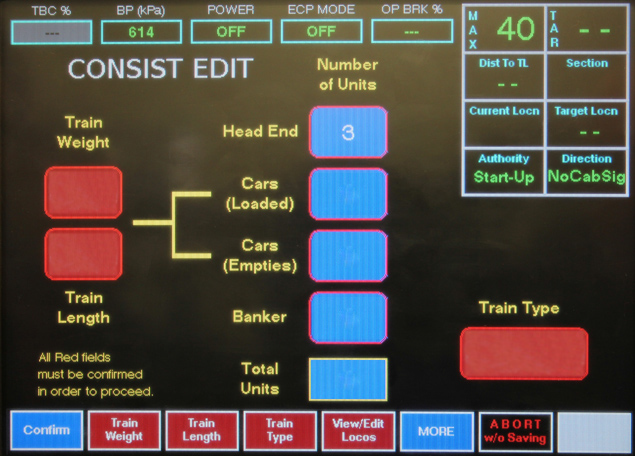 TBC %
BP (kPa)
POWER
ECP MODE
OP BRK %
---
614
OFF
OFF
---
MAX
40
TAR
- -
Dist To TL
Section
- -
Current Locn
Target Locn
- -
Authority
Direction
Start-Up
NoCabSig
CONSIST EDIT
Number
of Units
Train
Weight
Head End
3
Cars
(Loaded)
Cars
(Empties)
Train
Length
Banker
Train Type
All Red fields
must be confirmed
in order to proceed.
Total
Units
Confirm
Train
Weight
Train
Length
Train
Type
View/Edit
Locos
MORE
ABORT
w/o Saving